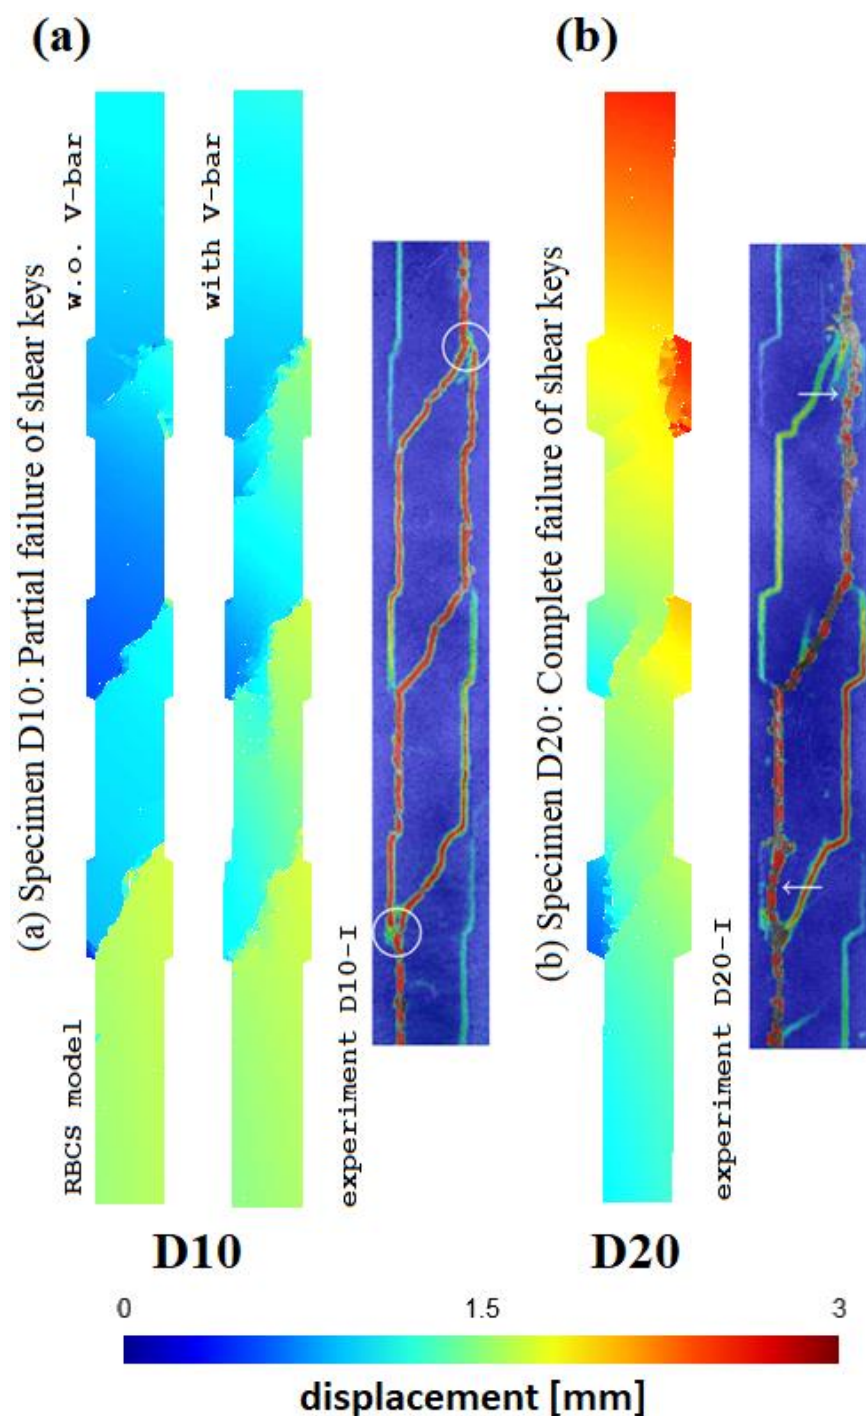 (a)
(b)
(a) Specimen D10: Partial failure of shear keys
w.o. V-bar
with V-bar
RBCS model
experiment D10-I
(b) Specimen D20: Complete failure of shear keys
experiment D20-I
D10
D20
0 1.5 3
displacement [mm]